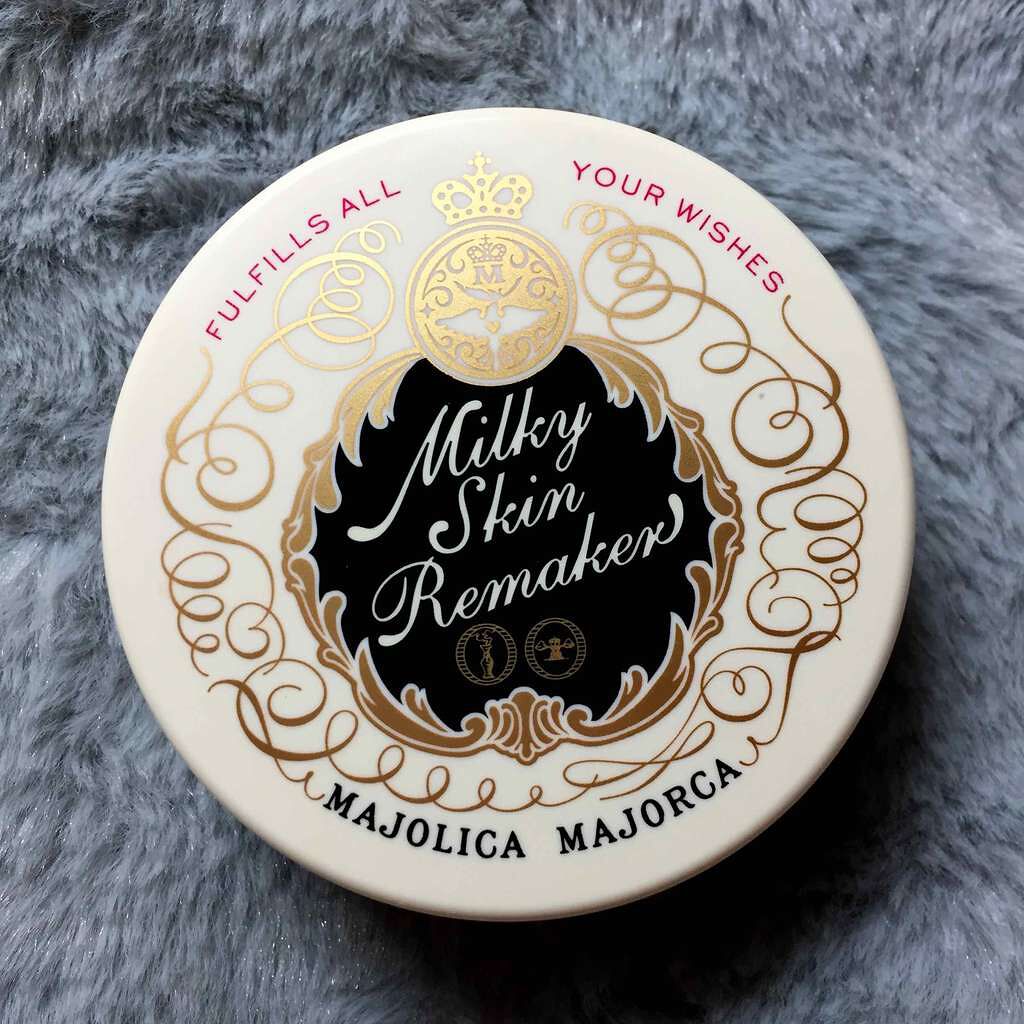 FULFILLS ALL YOUR WISHES
M
Milky
Skin
Remaker
MAJOLICA MAJORCA